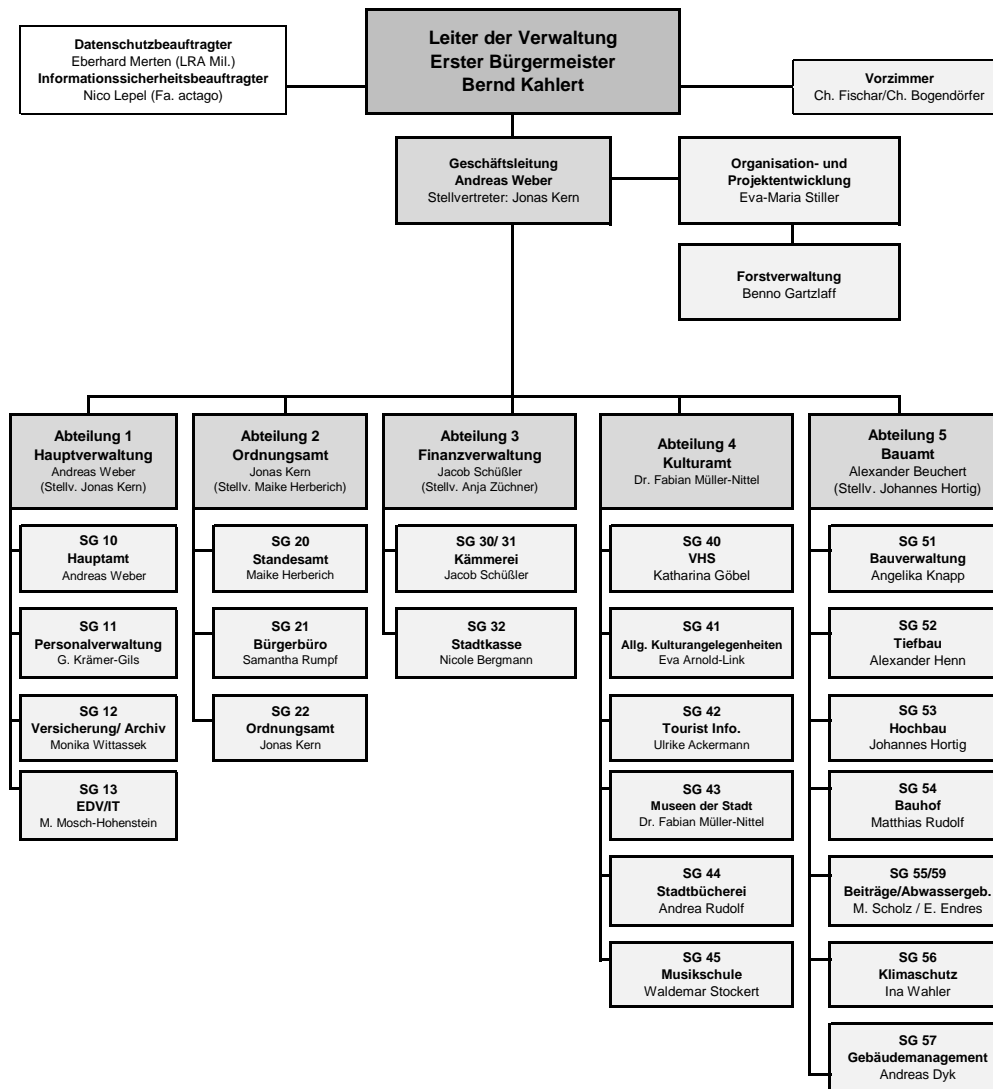 Datenschutzbeauftragter
Eberhard Merten (LRA Mil.)
Informationssicherheitsbeauftragter
Nico Lepel (Fa. actago)
Leiter der Verwaltung
Erster Bürgermeister
Bernd Kahlert
Vorzimmer
Ch. Fischar/Ch. Bogendörfer
Geschäftsleitung
Andreas Weber
Stellvertreter: Jonas Kern
Organisation- und
Projektentwicklung
Eva-Maria Stiller
Forstverwaltung
Benno Gartzlaff
Abteilung 1
Hauptverwaltung
Andreas Weber
(Stellv. Jonas Kern)
SG 10
Hauptamt
Andreas Weber
SG 11
Personalverwaltung
G. Krämer-Gils
SG 12
Versicherung/ Archiv
Monika Wittassek
SG 13
EDV/IT
M. Mosch-Hohenstein
Abteilung 2
Ordnungsamt
Jonas Kern
(Stellv. Maike Herberich)
SG 20
Standesamt
Maike Herberich
SG 21
Bürgerbüro
Samantha Rumpf
SG 22
Ordnungsamt
Jonas Kern
Abteilung 3
Finanzverwaltung
Jacob Schüßler
(Stellv. Anja Züchner)
SG 30/ 31
Kämmerei
Jacob Schüßler
SG 32
Stadtkasse
Nicole Bergmann
Abteilung 4
Kulturamt
Dr. Fabian Müller-Nittel
SG 40
VHS
Katharina Göbel
SG 41
Allg. Kulturangelegenheiten
Eva Arnold-Link
SG 42
Tourist Info.
Ulrike Ackermann
SG 43
Museen der Stadt
Dr. Fabian Müller-Nittel
SG 44
Stadtbücherei
Andrea Rudolf
SG 45
Musikschule
Waldemar Stockert
Abteilung 5
Bauamt
Alexander Beuchert
(Stellv. Johannes Hortig)
SG 51
Bauverwaltung
Angelika Knapp
SG 52
Tiefbau
Alexander Henn
SG 53
Hochbau
Johannes Hortig
SG 54
Bauhof
Matthias Rudolf
SG 55/59
Beiträge/Abwassergeb.
M. Scholz / E. Endres
SG 56
Klimaschutz
Ina Wahler
SG 57
Gebäudemanagement
Andreas Dyk